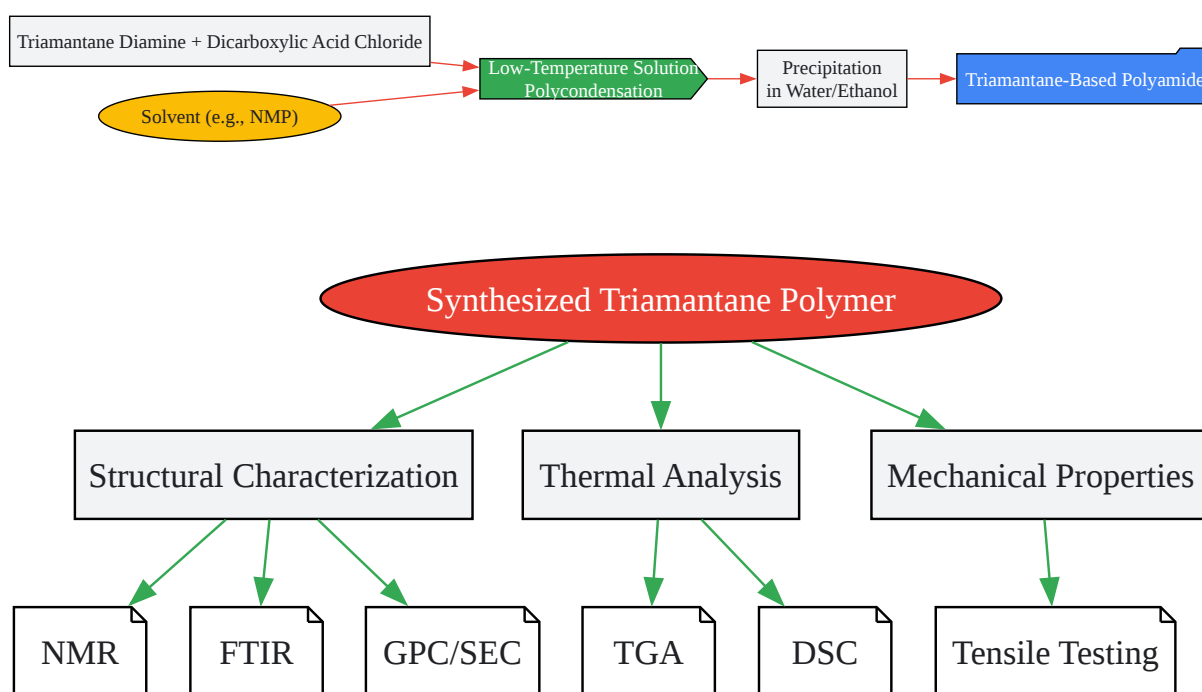 Triamantane Diamine + Dicarboxylic Acid Chloride
Solvent (e.g., NMP)
Low-Temperature Solution
Polycondensation
Precipitation
in Water/Ethanol
Triamantane-Based Polyamide
Synthesized Triamantane Polymer
Structural Characterization
Thermal Analysis
Mechanical Properties
NMR
FTIR
GPC/SEC
TGA
DSC
Tensile Testing